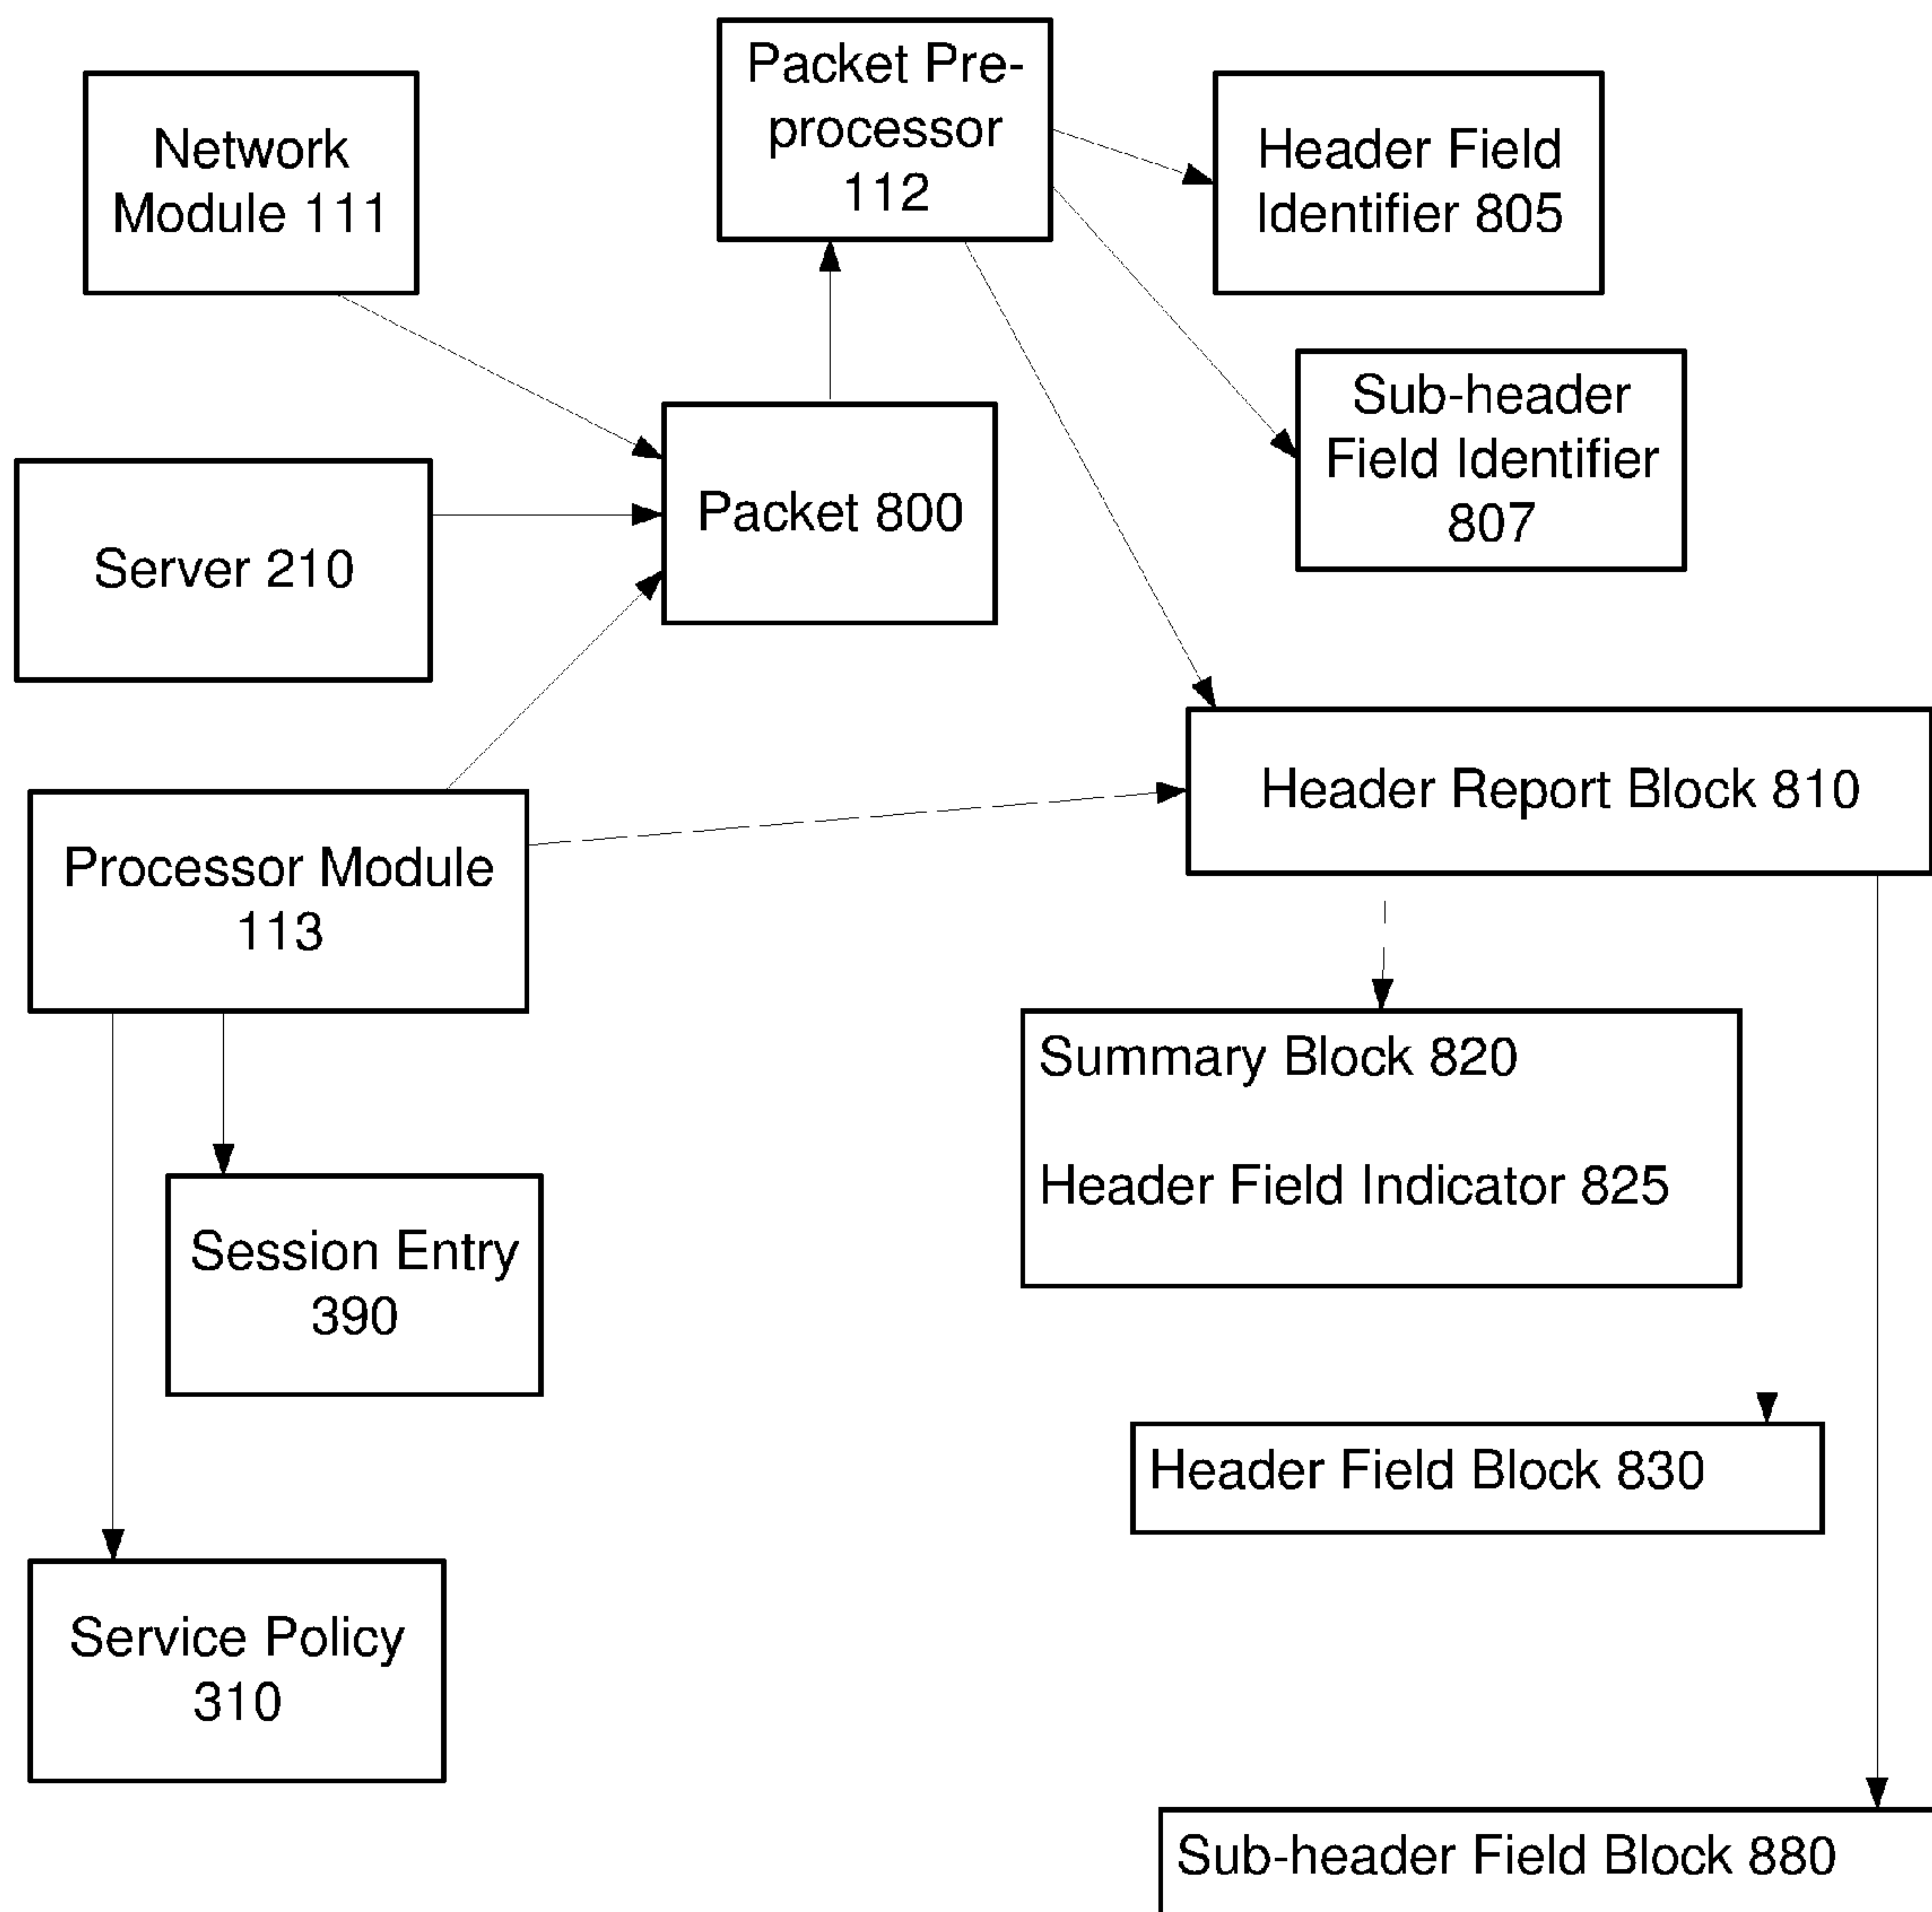 Packet Pre-
processor
112
Network
Module 111
Header Field
Identifier 805
Sub-header
Field Identifier
807
Packet 800
Server 210
Header Report Block 810
Processor Module
113
Summary Block 820
Header Field Indicator 825
Session Entry
390
Header Field Block 830
Service Policy
310
Sub-header Field Block 880